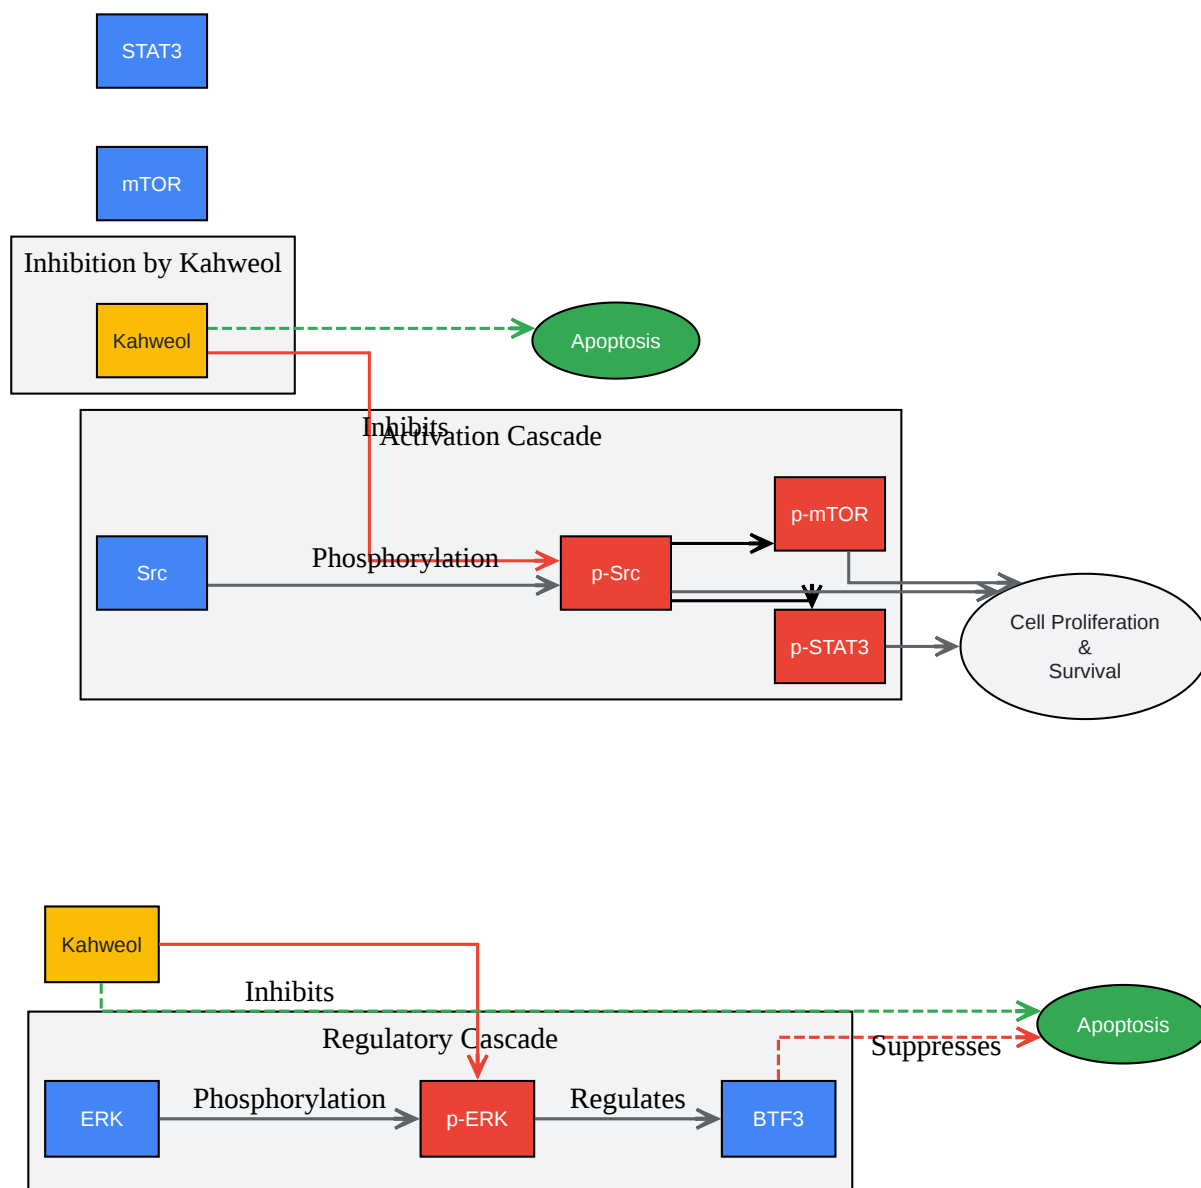 STAT3
mTOR
Inhibition by Kahweol
Kahweol
Apoptosis
Inhibits
Activation Cascade
p-mTOR
Phosphorylation
Src
p-Src
Cell Proliferation
&
Survival
p-STAT3
Kahweol
Inhibits
Apoptosis
Regulatory Cascade
Suppresses
Phosphorylation
Regulates
ERK
p-ERK
BTF3